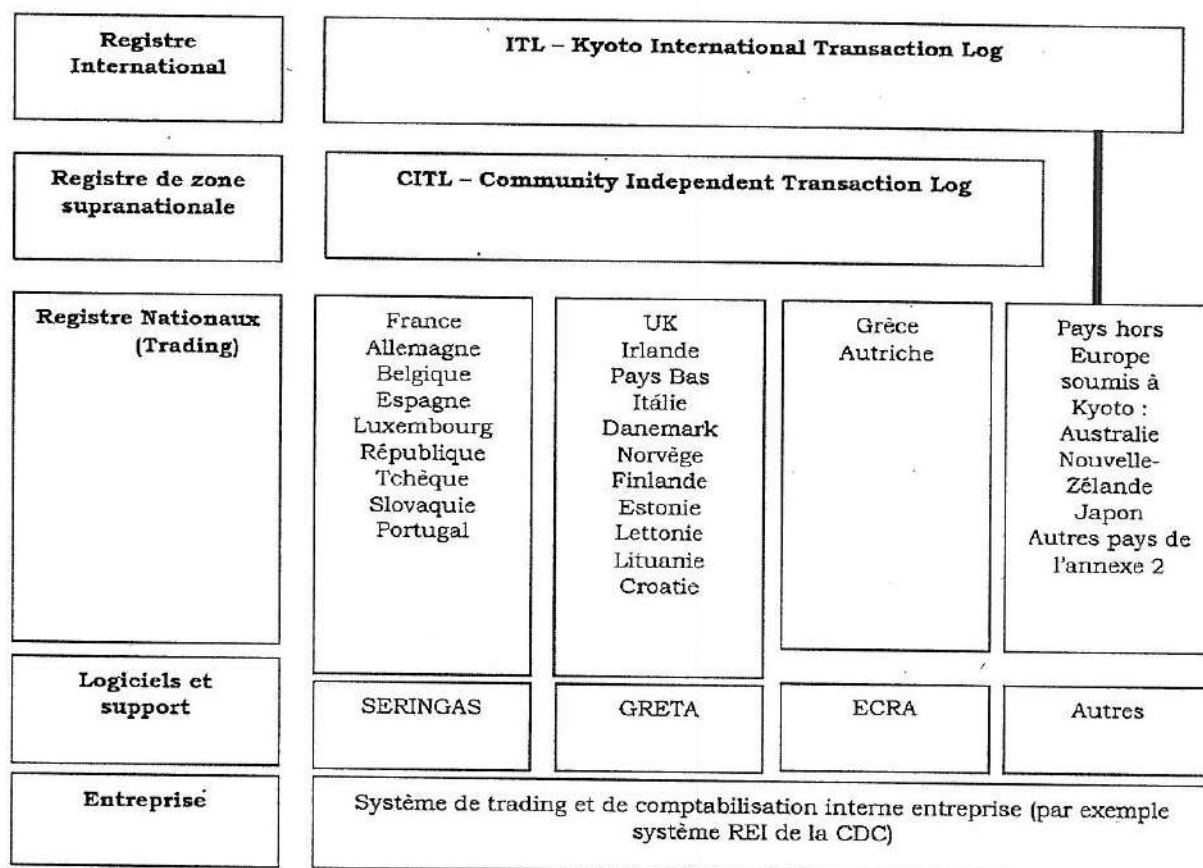 Registre
International
ITL – Kyoto International Transaction Log
Registre de zone
supranationale
CITL – Community Independent Transaction Log
Registre Nationaux
(Trading)
France
Allemagne
Belgique
Espagne
Luxembourg
République
Tchèque
Slovaquie
Portugal
UK
Irlande
Pays Bas
Itálie
Danemark
Norvège
Finlande
Estonie
Lettonie
Lituanie
Croatie
Grèce
Autriche
Pays hors
Europe
soumis à
Kyoto :
Australie
Nouvelle-
Zélande
Japon
Autres pays de
l'annexe 2
Logiciels et
support
SERINGAS
GRETA
ECRA
Autres
Entreprise
Système de trading et de comptabilisation interne entreprise (par exemple
système REI de la CDC)